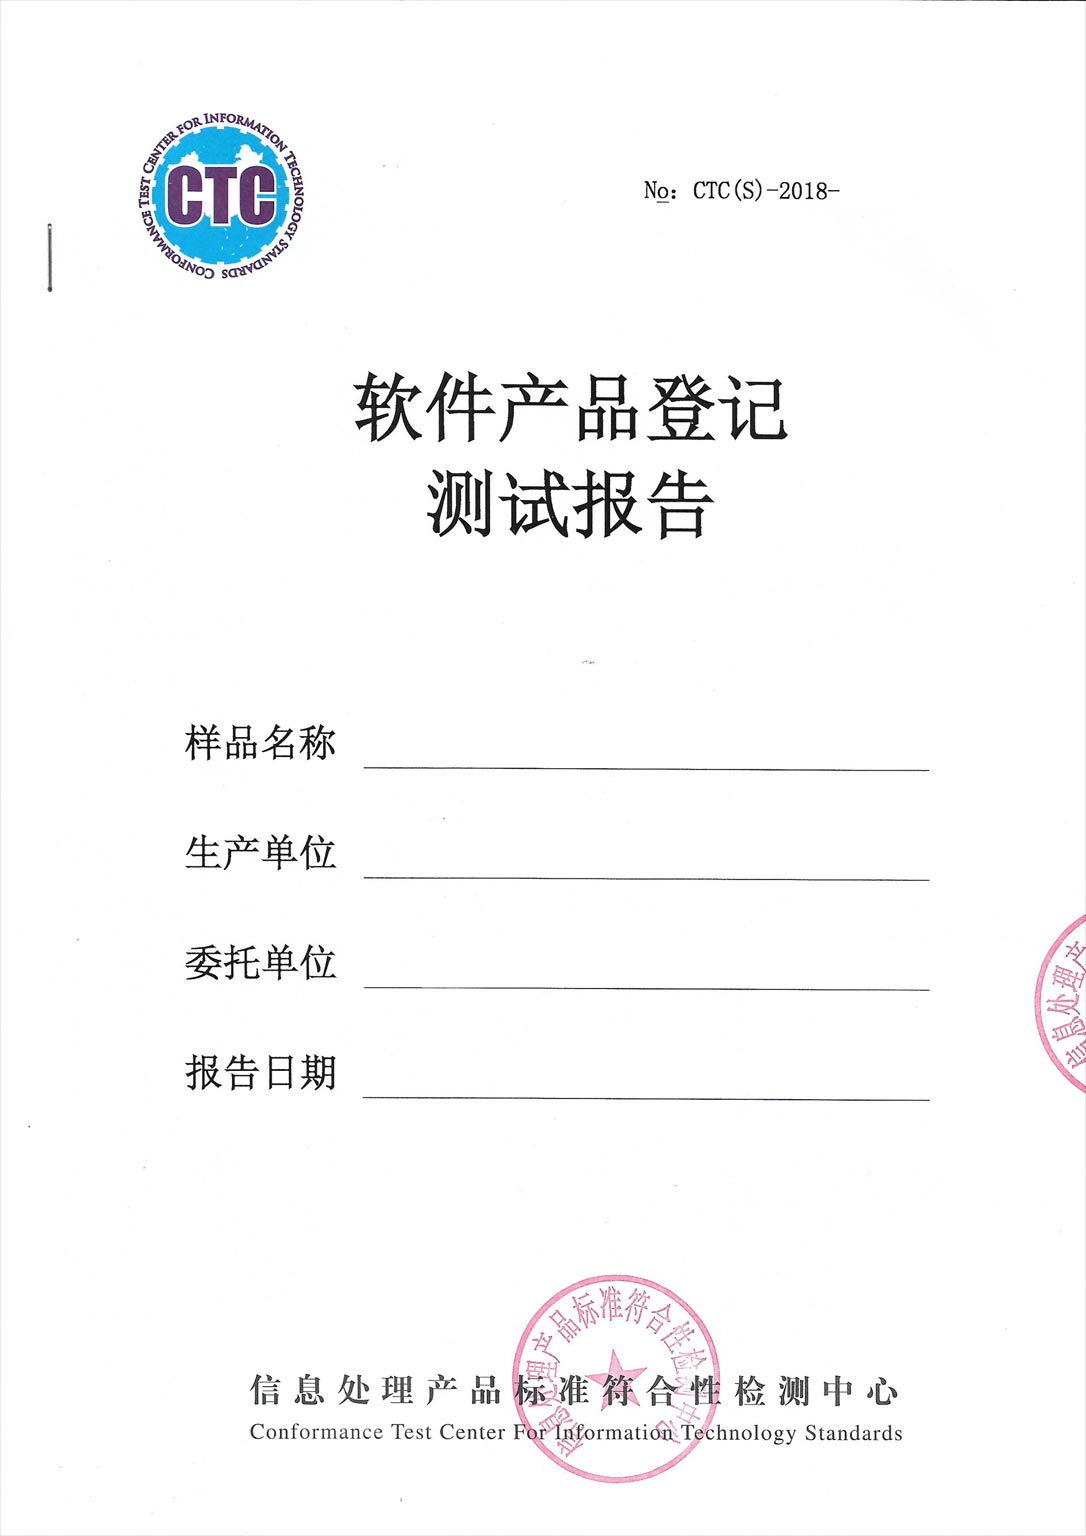 CONFORMANCE TEST CENTER FOR INFORMATION TECHNOLOGY STANDARDS
CTC
No: CTC(S)-2018-
软件产品登记
测试报告
样品名称
生产单位
委托单位
报告日期
信息处理产
信息处理产品标准符合性检测中心
信息处理产品标准符合性检测中心
Conformance Test Center For Information Technology Standards